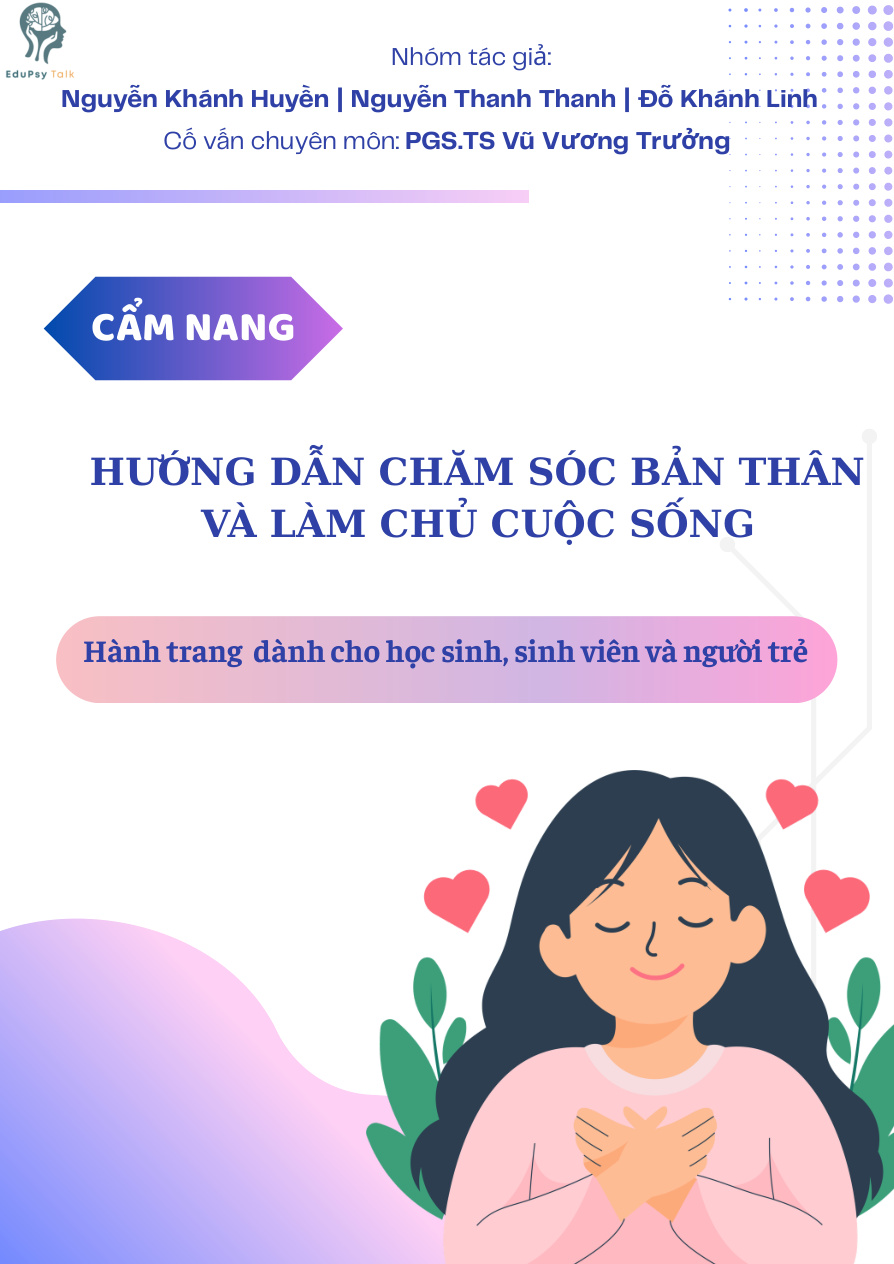 EduPsy Talk
Nhóm tác giả:
Nguyễn Khánh Huyền | Nguyễn Thanh Thanh | Đỗ Khánh Linh
Cố vấn chuyên môn: PGS.TS Vũ Vương Trưởng
CẨM NANG
HƯỚNG DẪN CHĂM SÓC BẢN THÂN
VÀ LÀM CHỦ CUỘC SỐNG
Hành trang dành cho học sinh, sinh viên và người trẻ